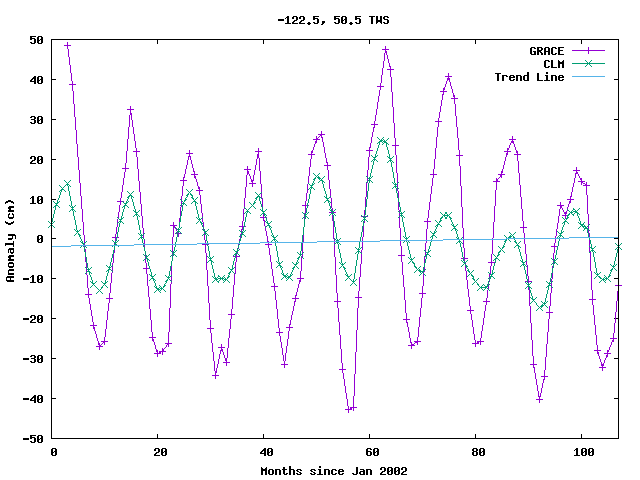 -122.5, 50.5 TWS
GRACE
CLM
Trend Line
50
40
30
20
10
0
-10
-20
-30
-40
-50
Anomaly (cm)
0 20 40 60 80 100
Months since Jan 2002